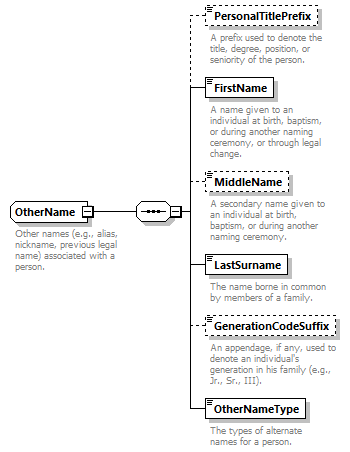 PersonalTitlePrefix
A prefix used to denote the
title, degree, position, or
seniority of the person.
FirstName
A name given to an
individual at birth, baptism,
or during another naming
ceremony, or through legal
change.
MiddleName
A secondary name given to
an individual at birth,
baptism, or during another
naming ceremony.
OtherName
Other names (e.g., alias,
nickname, previous legal
name) associated with a
person.
LastSurname
The name borne in common
by members of a family.
GenerationCodeSuffix
An appendage, if any, used to
denote an individual's
generation in his family (e.g.,
Jr., Sr., III).
OtherNameType
The types of alternate
names for a person.